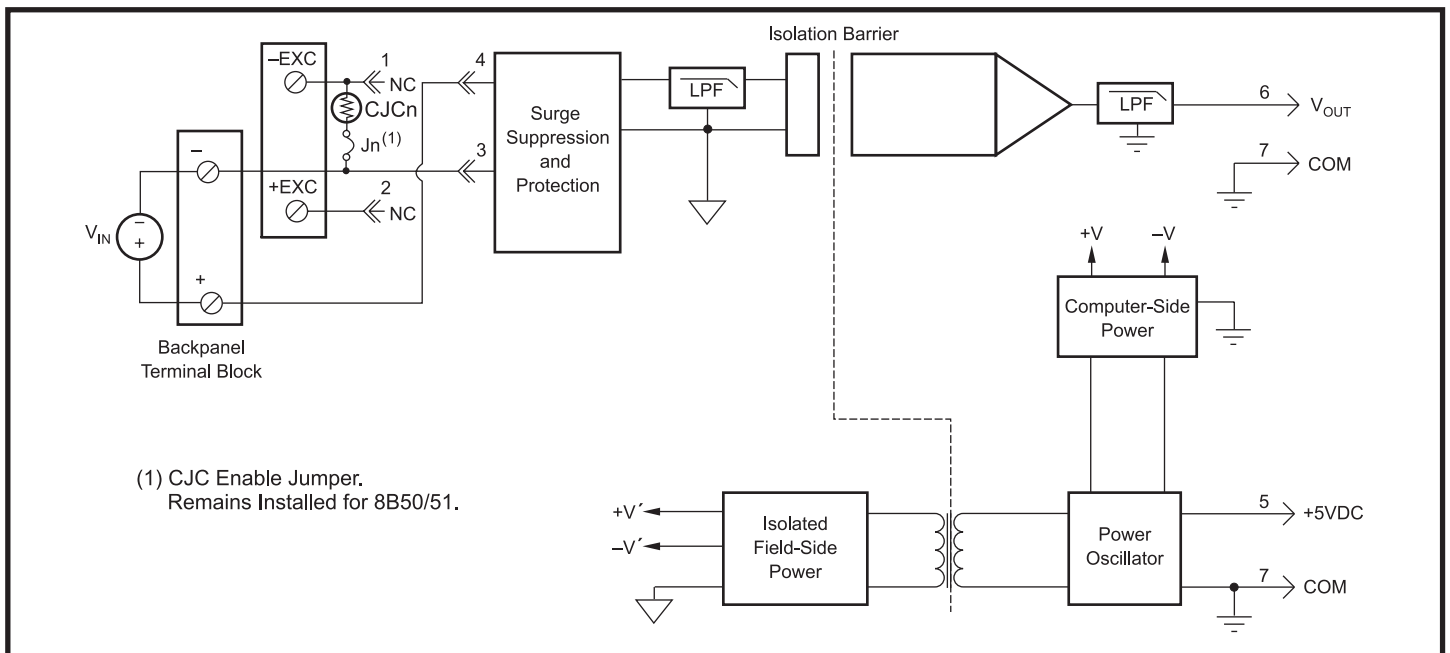 Isolation Barrier
–EXC
1
NC
4
CJCn
Jn(1)
3
+EXC
2
NC
–
+
VIN
–
+
Backpanel
Terminal Block
Surge
Suppression
and
Protection
LPF
LPF
6
VOUT
7
COM
+V
–V
Computer-Side
Power
(1) CJC Enable Jumper.
Remains Installed for 8B50/51.
+V´
–V´
Isolated
Field-Side
Power
Power
Oscillator
5
+5VDC
7
COM